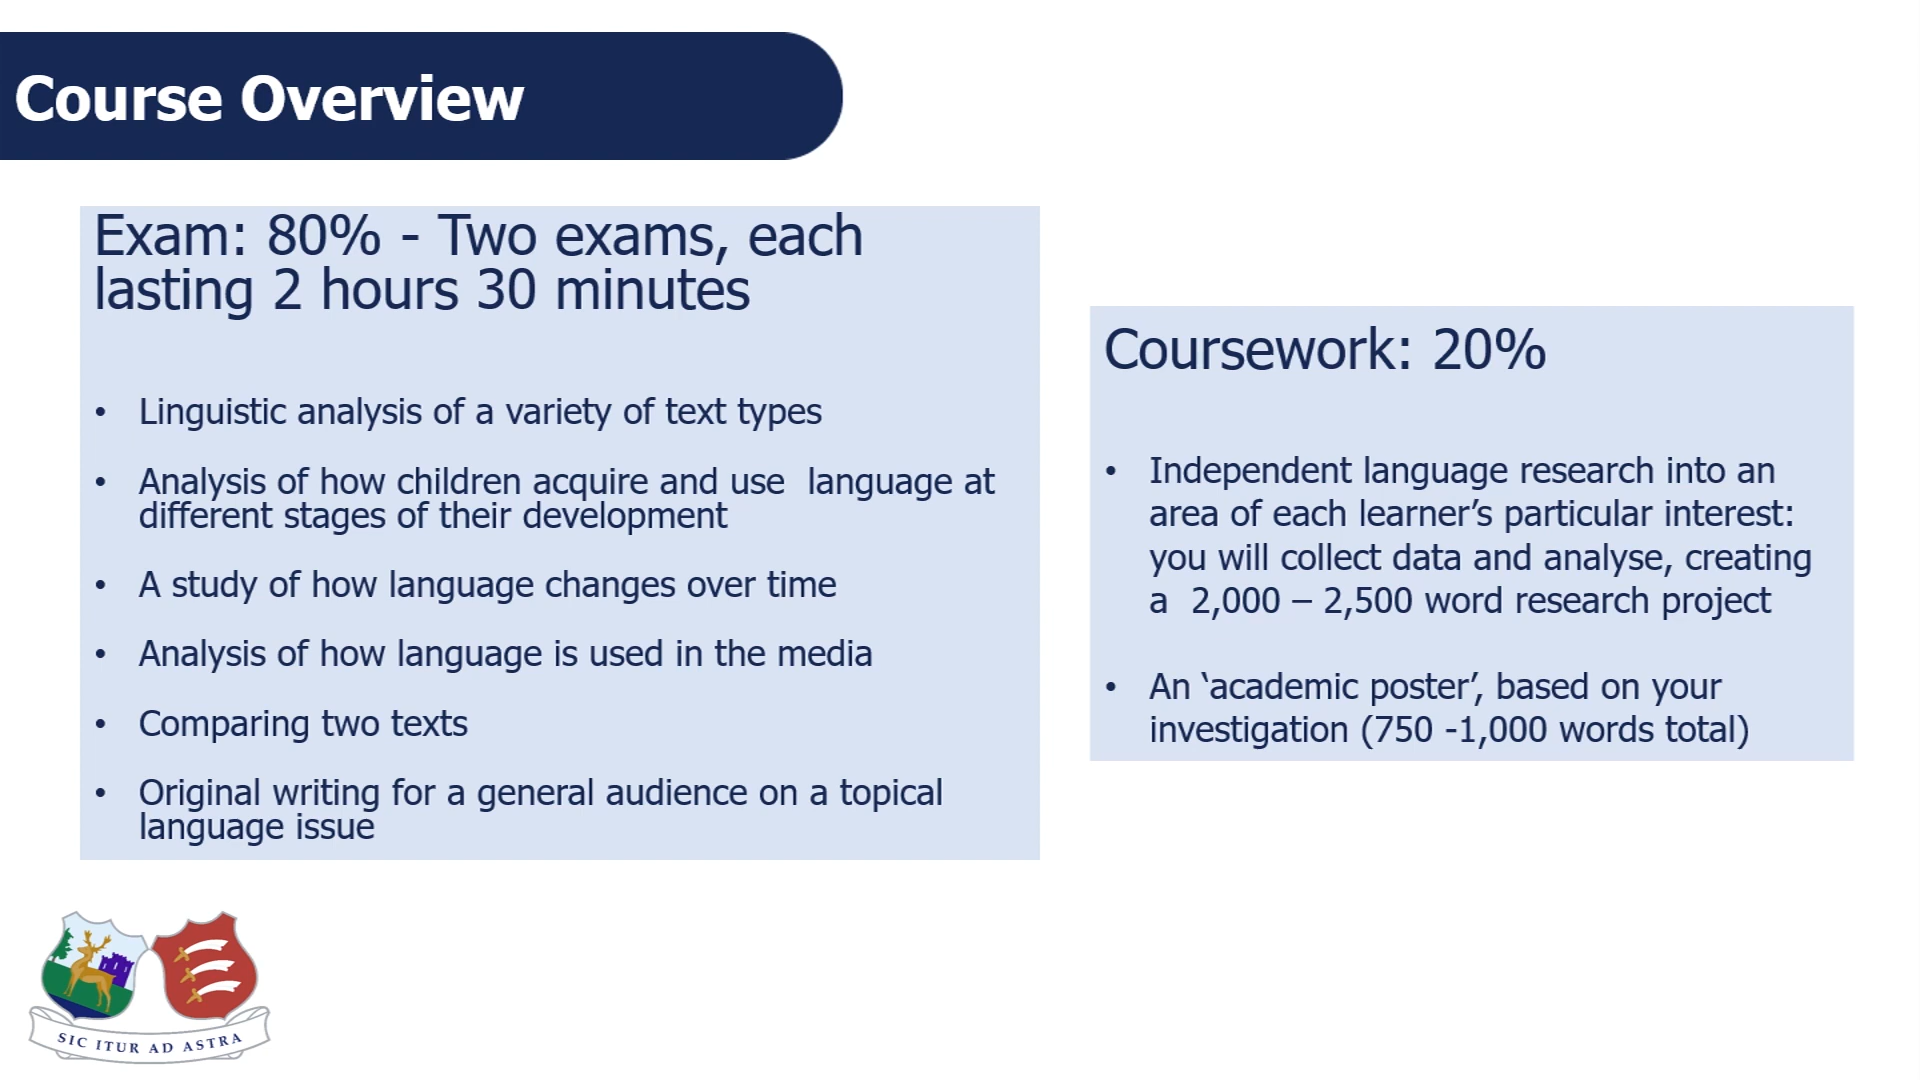 Course Overview
Exam: 80% - Two exams, each
lasting 2 hours 30 minutes
• Linguistic analysis of a variety of text types
• Analysis of how children acquire and use  language at
different stages of their development
• A study of how language changes over time
• Analysis of how language is used in the media
• Comparing two texts
• Original writing for a general audience on a topical
language issue
Coursework: 20%
• Independent language research into an
area of each learner’s particular interest:
you will collect data and analyse, creating
a  2,000 – 2,500 word research project
• An ‘academic poster’, based on your
investigation (750 -1,000 words total)
SIC ITUR AD ASTRA